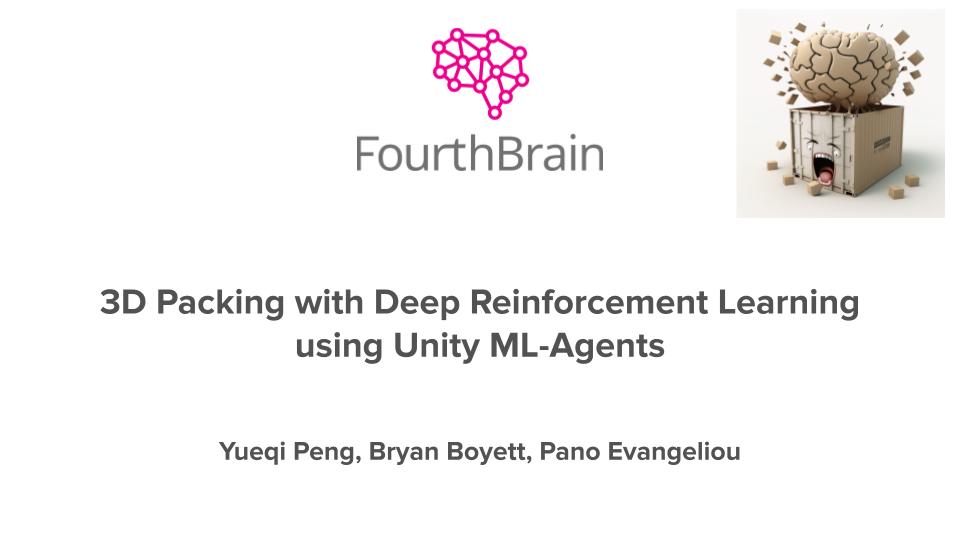 FourthBrain
3D Packing with Deep Reinforcement Learning
using Unity ML-Agents
Yueqi Peng, Bryan Boyett, Pano Evangeliou